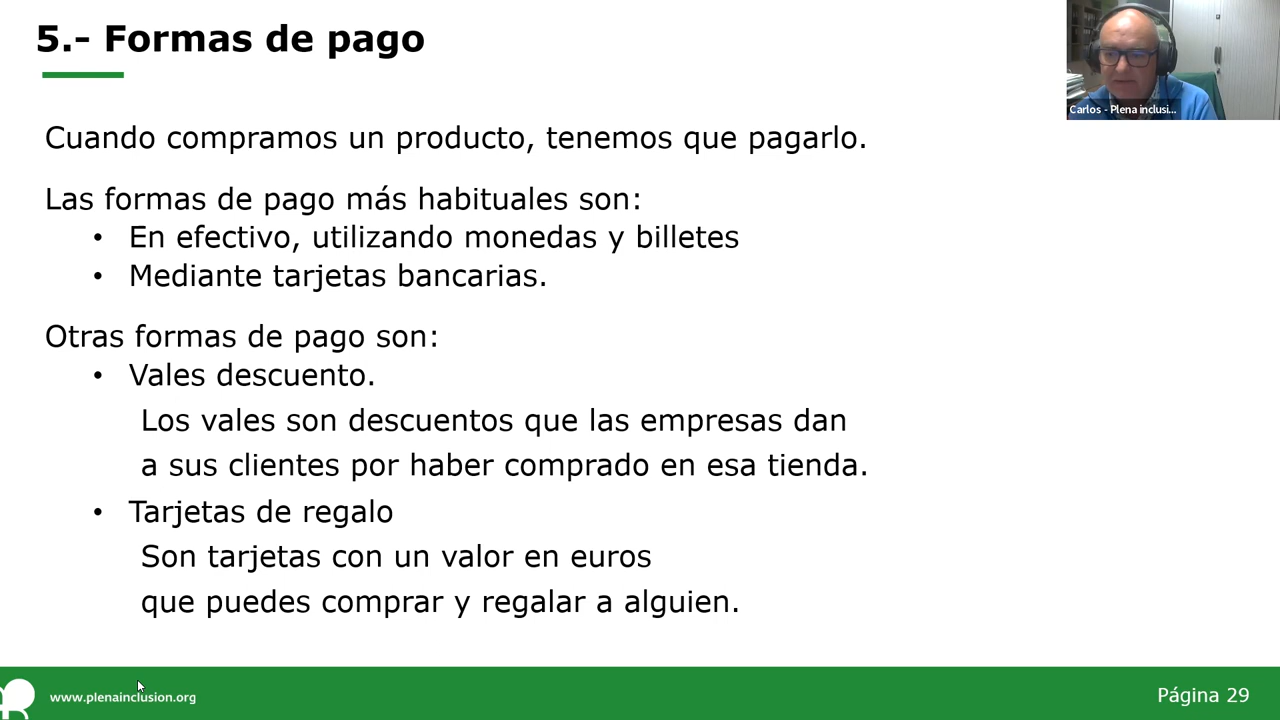 5.- Formas de pago
Carlos - Plena inclusi...
Cuando compramos un producto, tenemos que pagarlo.
Las formas de pago más habituales son:
• En efectivo, utilizando monedas y billetes
• Mediante tarjetas bancarias.
Otras formas de pago son:
• Vales descuento.
Los vales son descuentos que las empresas dan
a sus clientes por haber comprado en esa tienda.
• Tarjetas de regalo
Son tarjetas con un valor en euros
que puedes comprar y regalar a alguien.
www.plenainclusion.org
Página 29